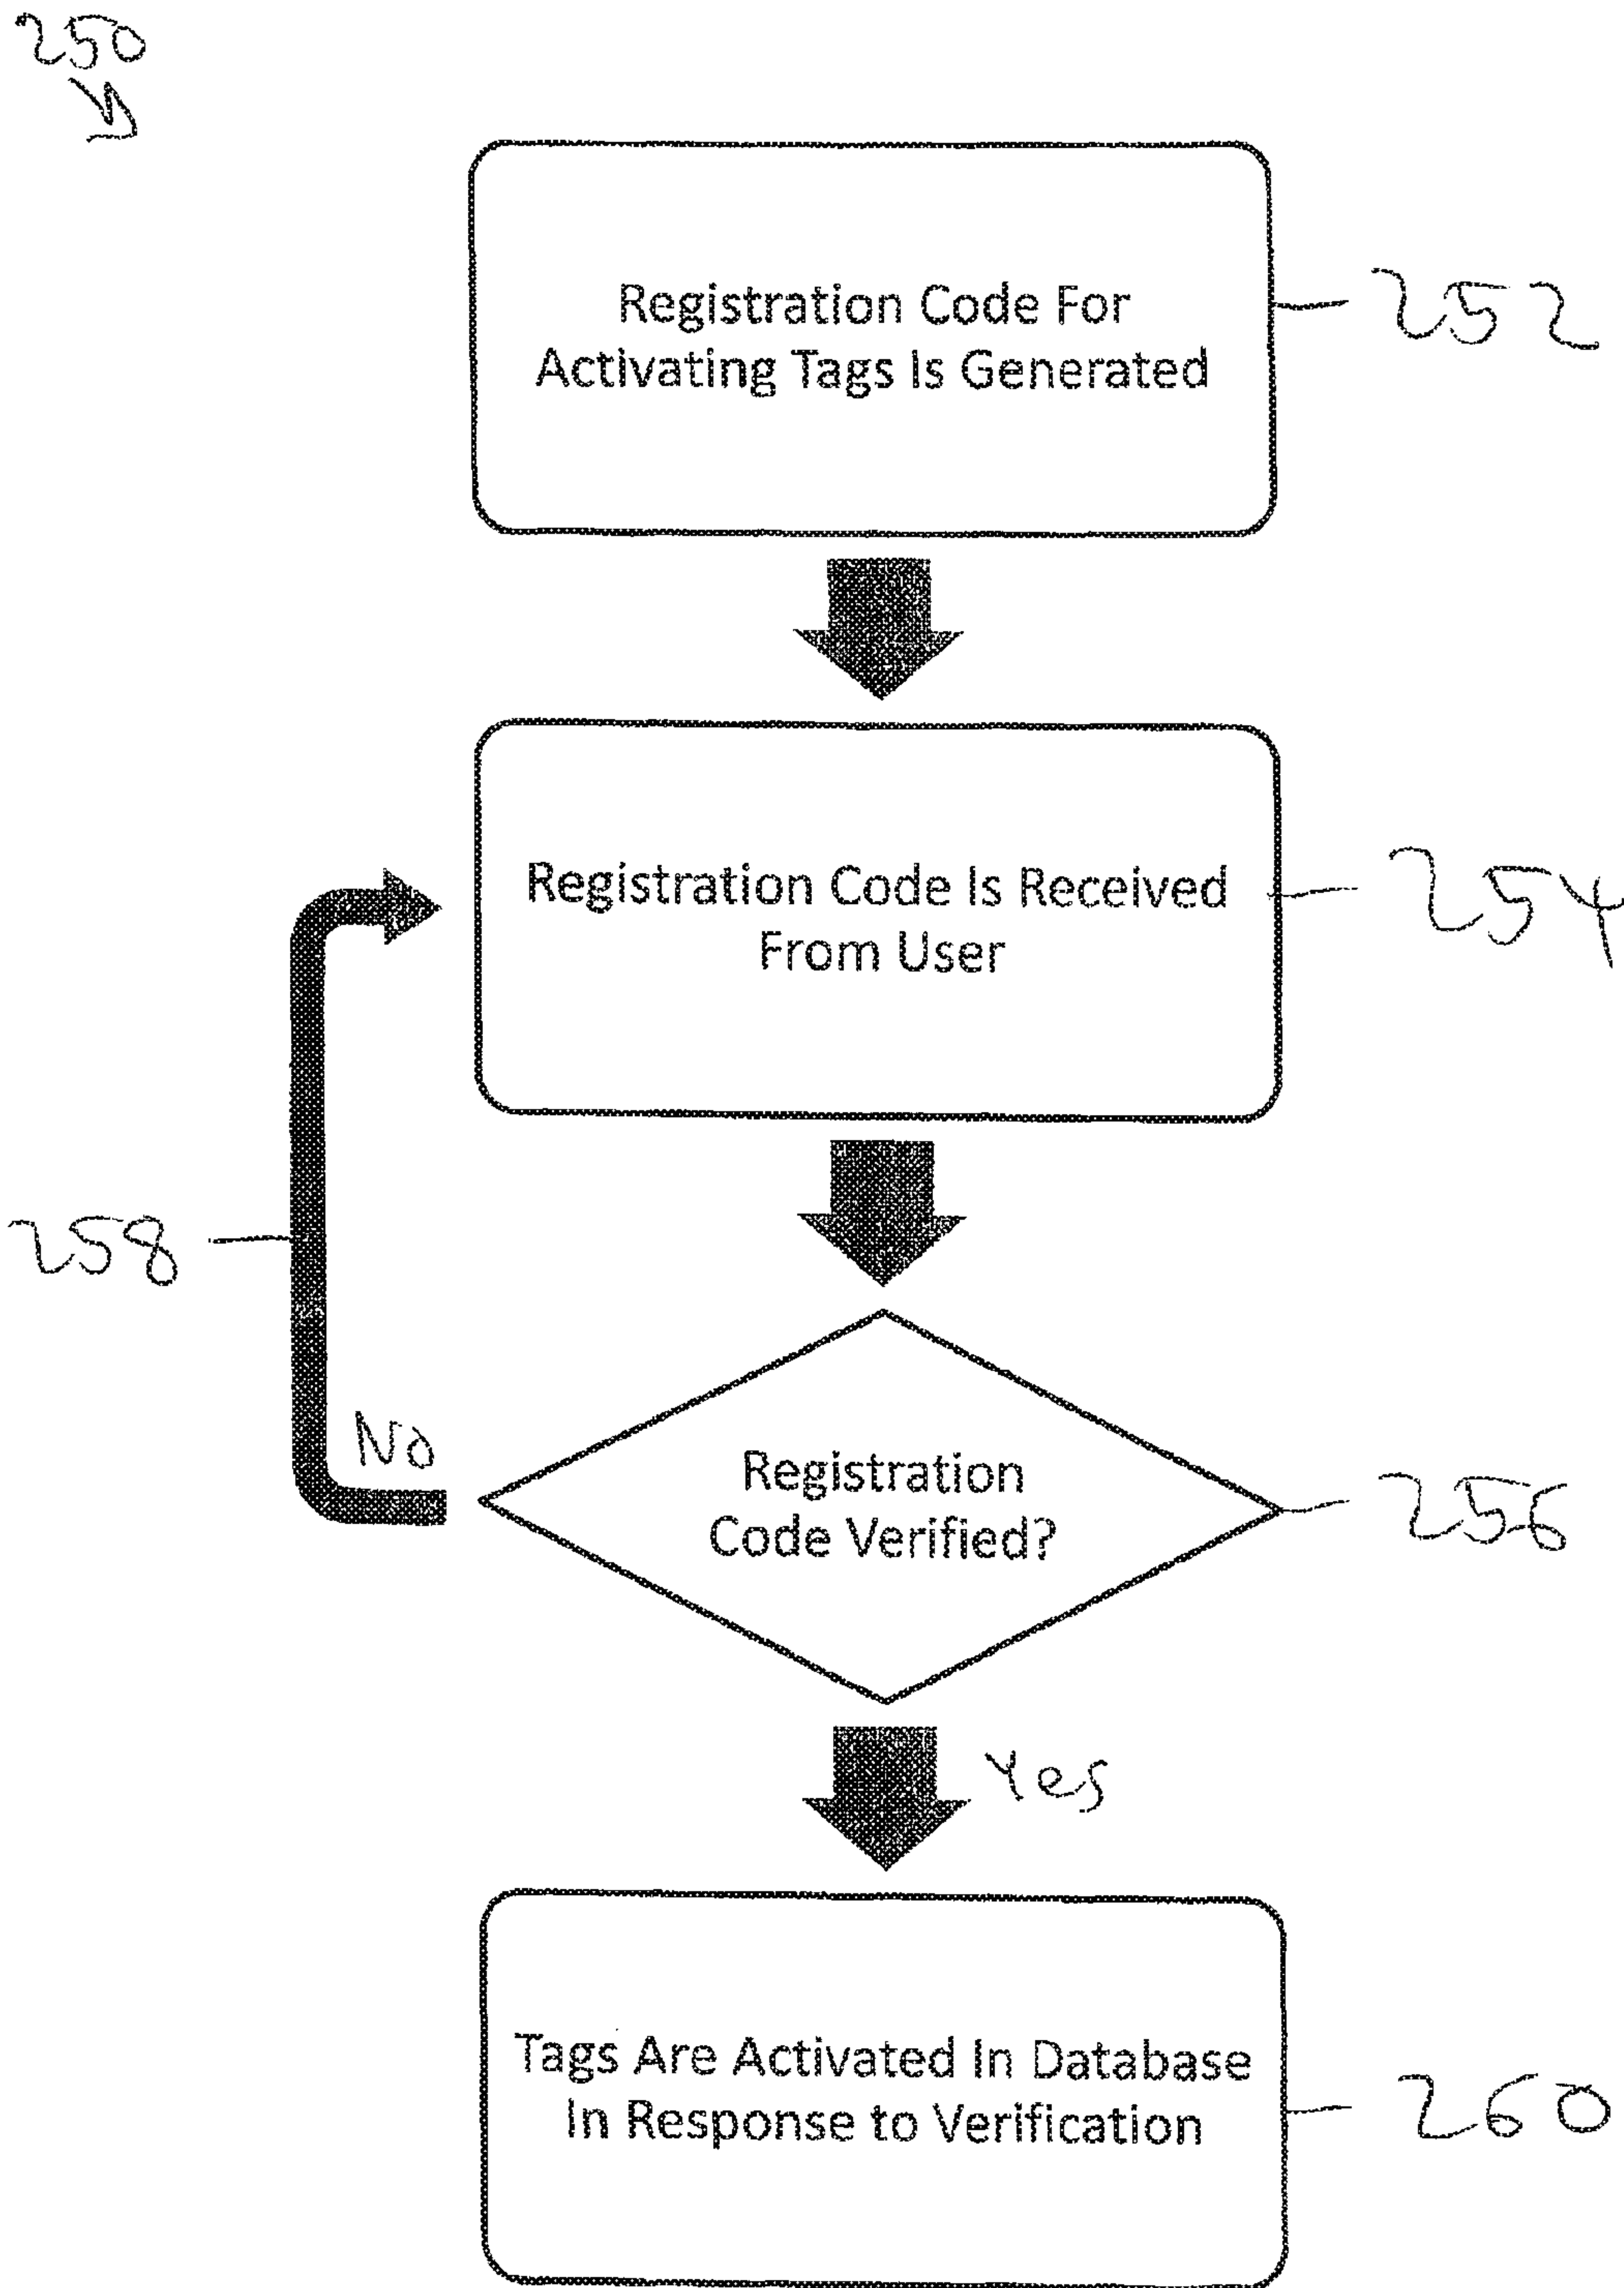 250
Registration Code For
Activating Tags Is Generated
252
Registration Code Is Received
From User
254
258
No
Registration
Code Verified?
256
Yes
Tags Are Activated In Database
In Response to Verification
260